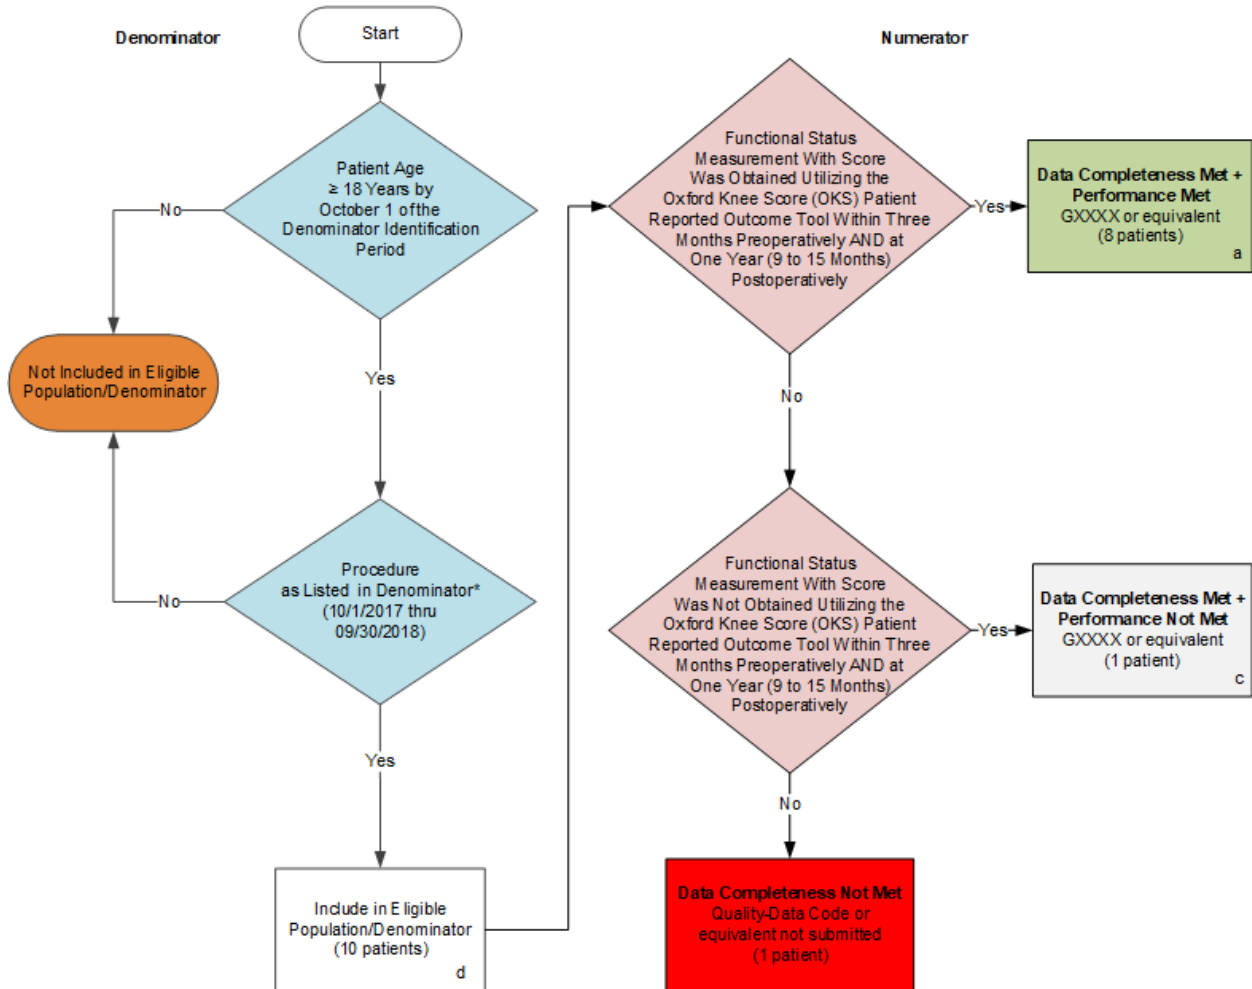 Denominator
Start
Numerator
Patient Age
≥ 18 Years by
October 1 of the
Denominator Identification
Period
No
Yes
Not Included in Eligible
Population/Denominator
Procedure
as Listed in Denominator*
(10/1/2017 thru
09/30/2018)
No
Yes
Include in Eligible
Population/Denominator
(10 patients)
d
Functional Status
Measurement With Score
Was Obtained Utilizing the
Oxford Knee Score (OKS) Patient
Reported Outcome Tool Within Three
Months Preoperatively AND at
One Year (9 to 15 Months)
Postoperatively
Yes
Data Completeness Met +
Performance Met
GXXXX or equivalent
(8 patients)
a
No
Functional Status
Measurement With Score
Was Not Obtained Utilizing the
Oxford Knee Score (OKS) Patient
Reported Outcome Tool Within Three
Months Preoperatively AND at
One Year (9 to 15 Months)
Postoperatively
Yes
Data Completeness Met +
Performance Not Met
GXXXX or equivalent
(1 patient)
c
No
Data Completeness Not Met
Quality-Data Code or
equivalent not submitted
(1 patient)